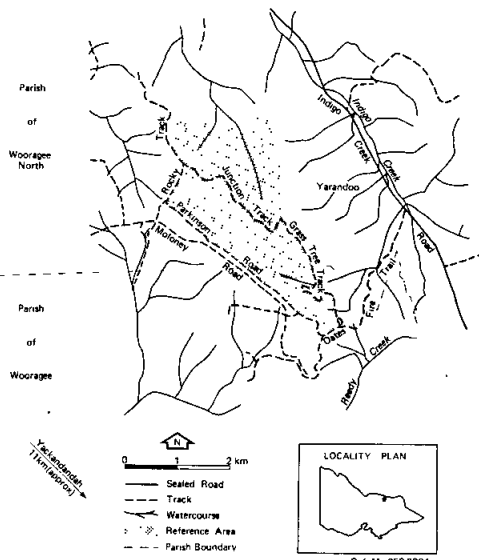 Parish
of
Wooragee
North
Track
Rocky
Junction Track
Grass Tree Track
Parkinson
Road
Moloney
Road
Indigo
Creek
Indigo
Creek
Road
Yarandoo
Fire Trail
Oates
Reedy
Creek
Parish
of
Wooragee
Yackandandah
11km(approx)
N
0 1 2 km
Sealed Road
Track
Watercourse
Reference Area
Parish Boundary
LOCALITY PLAN